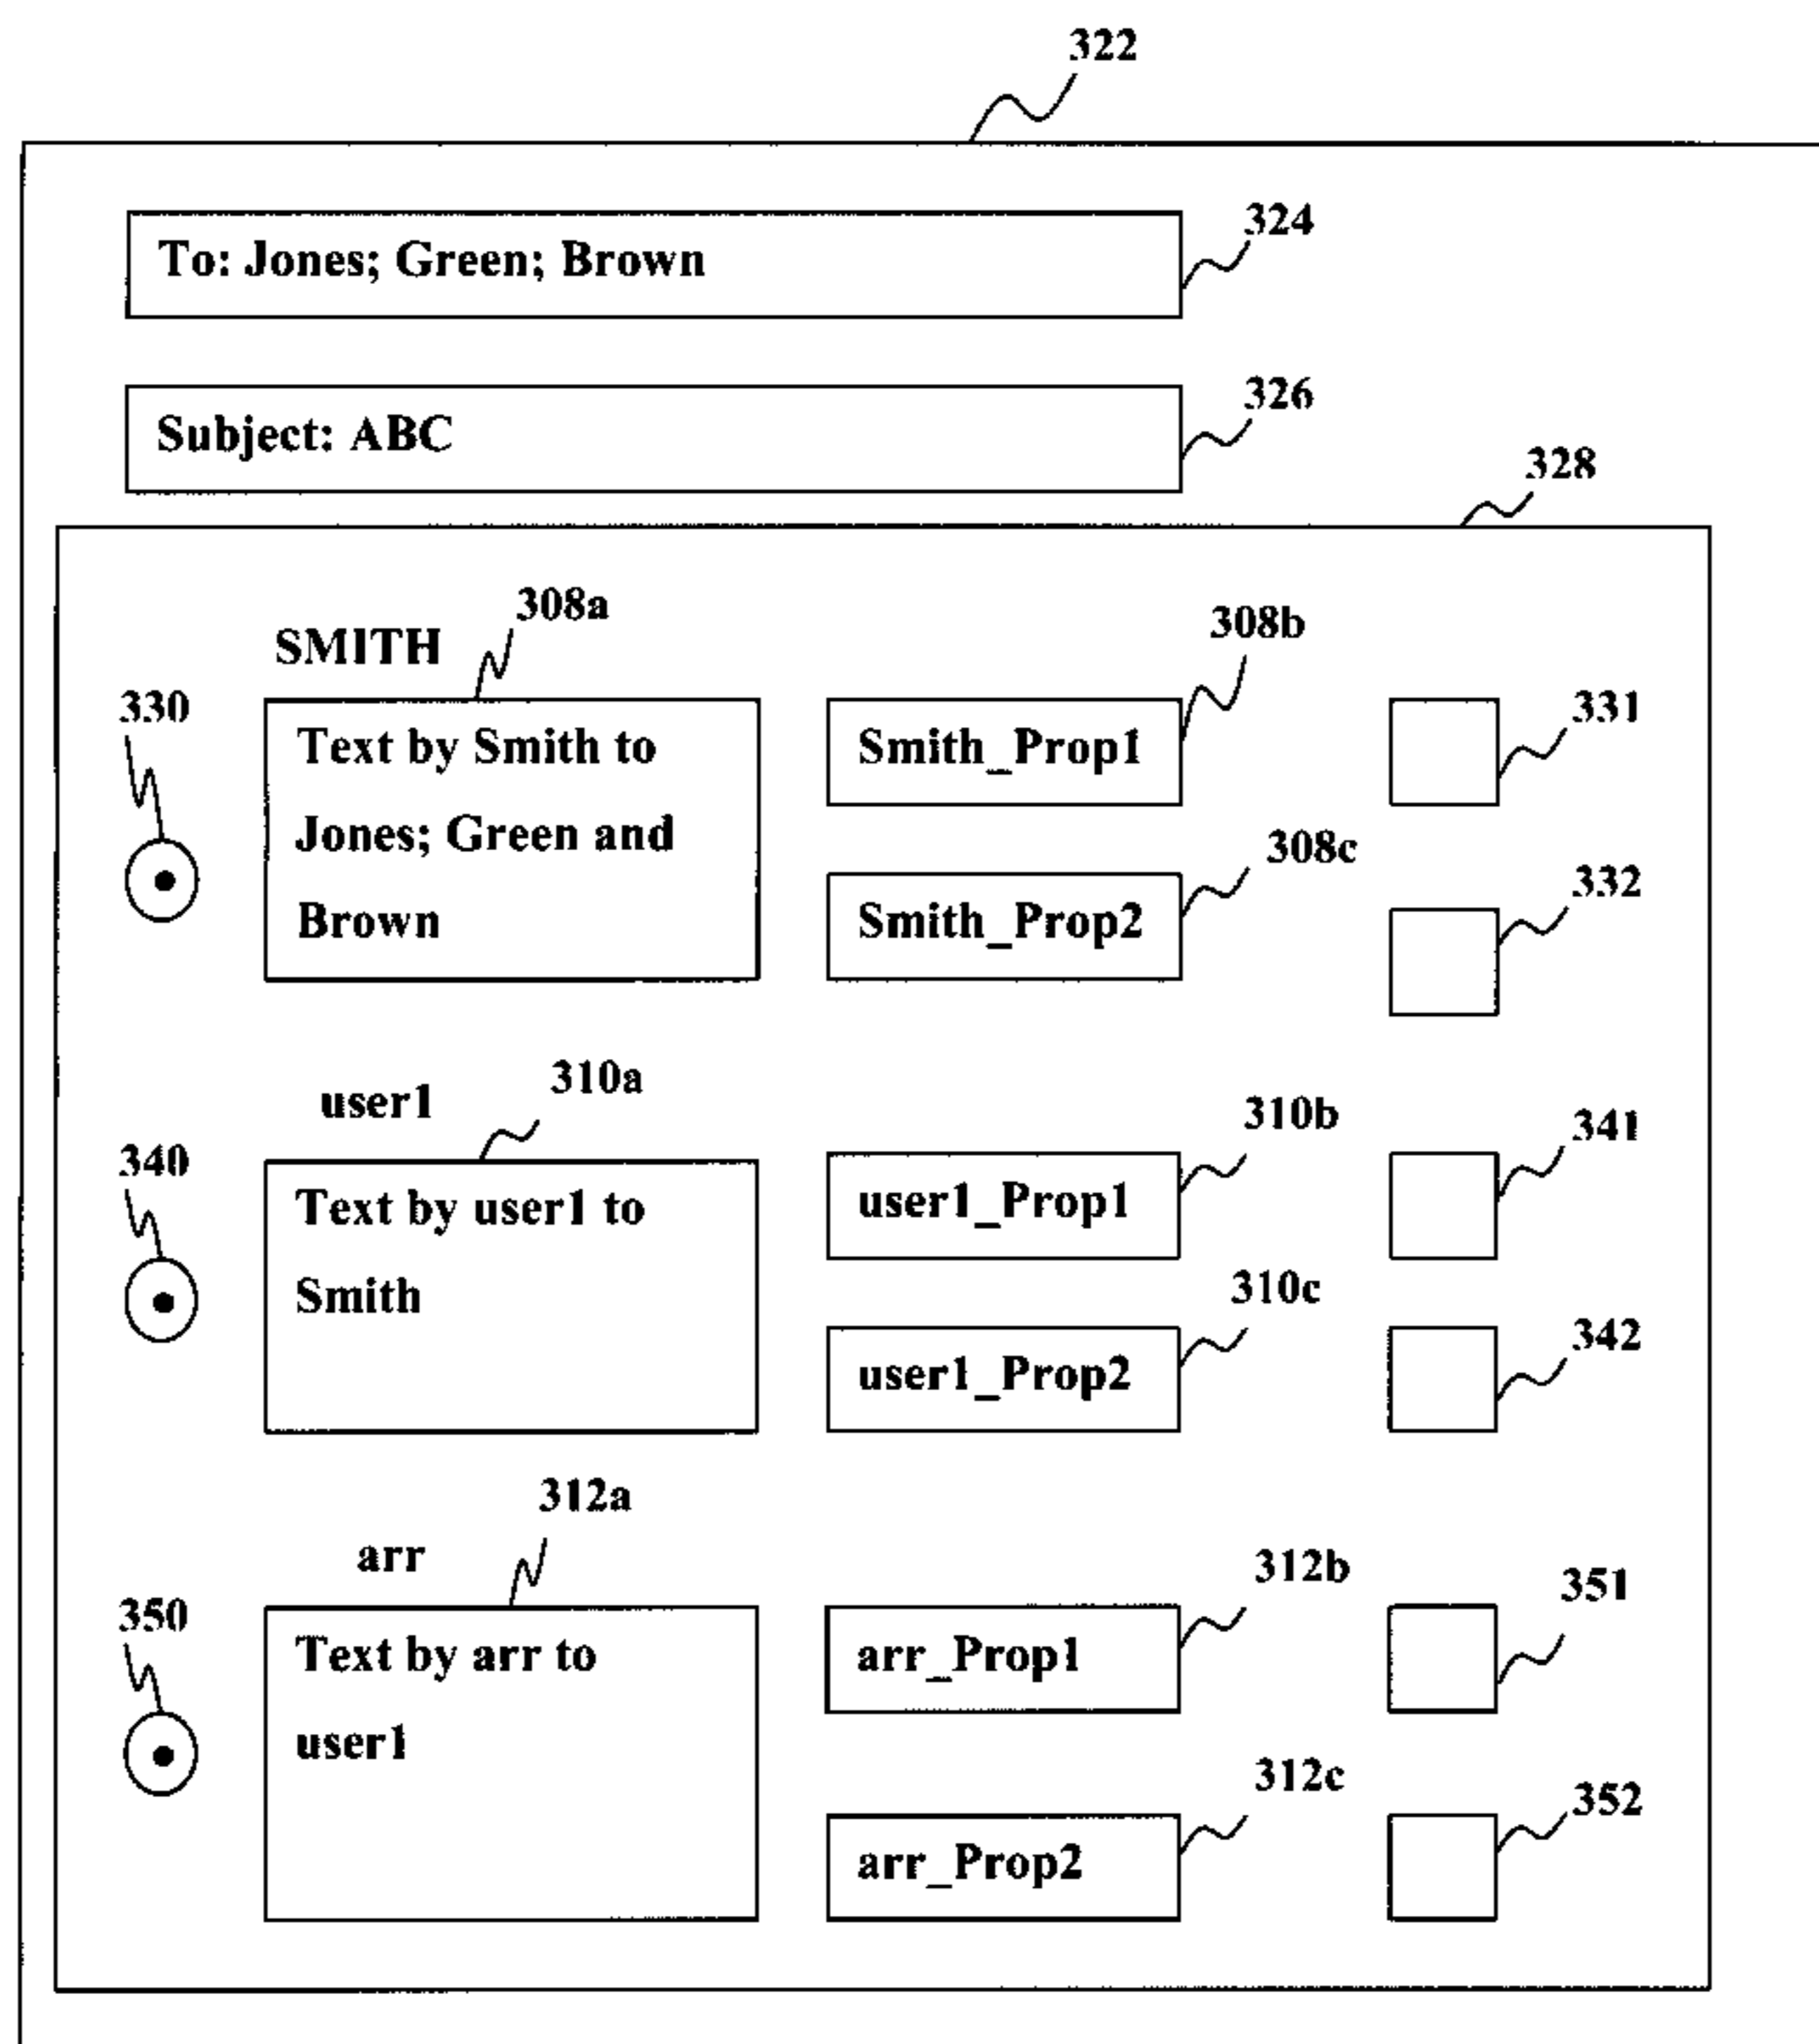 322
To: Jones; Green; Brown
324
Subject: ABC
326
328
SMITH
308a
308b
330
Text by Smith to
Jones; Green and
Brown
Smith_Prop1
331
308c
Smith_Prop2
332
user1
310a
310b
340
Text by user1 to
Smith
user1_Prop1
341
310c
user1_Prop2
342
arr
312a
312b
350
Text by arr to
user1
arr_Prop1
351
312c
arr_Prop2
352